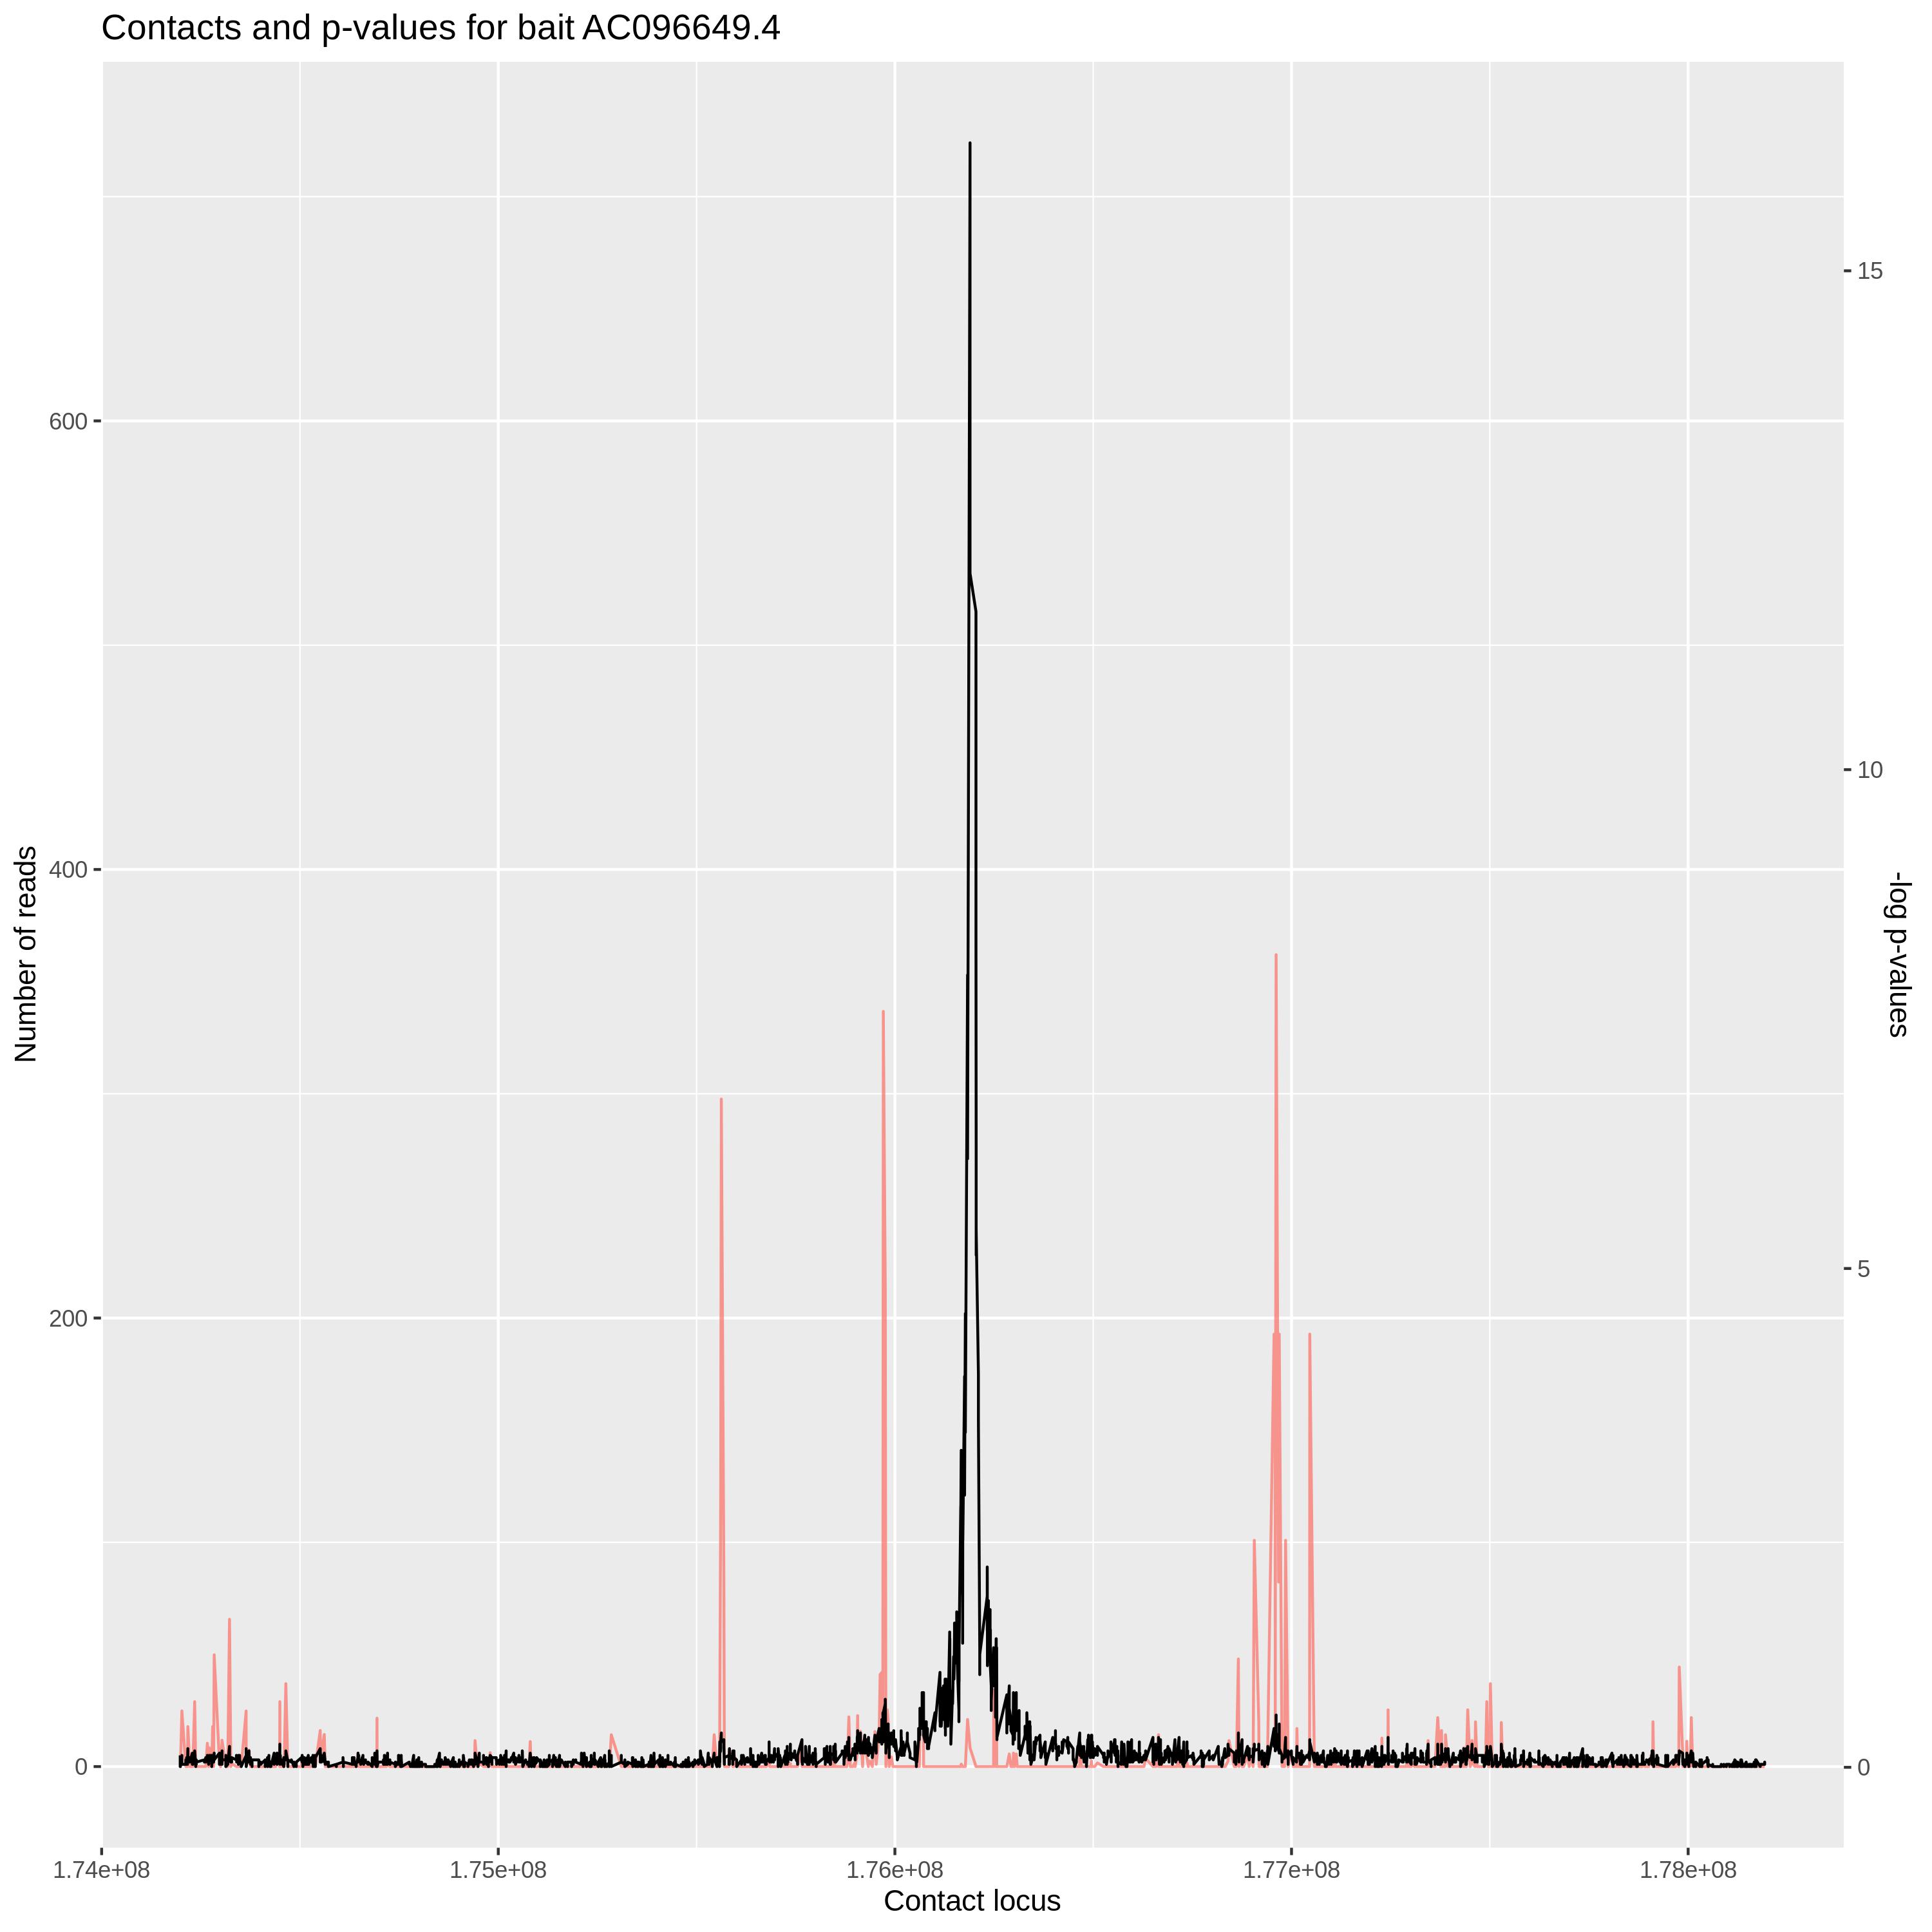 Contacts and p-values for bait AC096649.4
Number of reads
600
400
200
0
15
10
5
0
-log p-values
1.74e+08
1.75e+08
1.76e+08
1.77e+08
1.78e+08
Contact locus